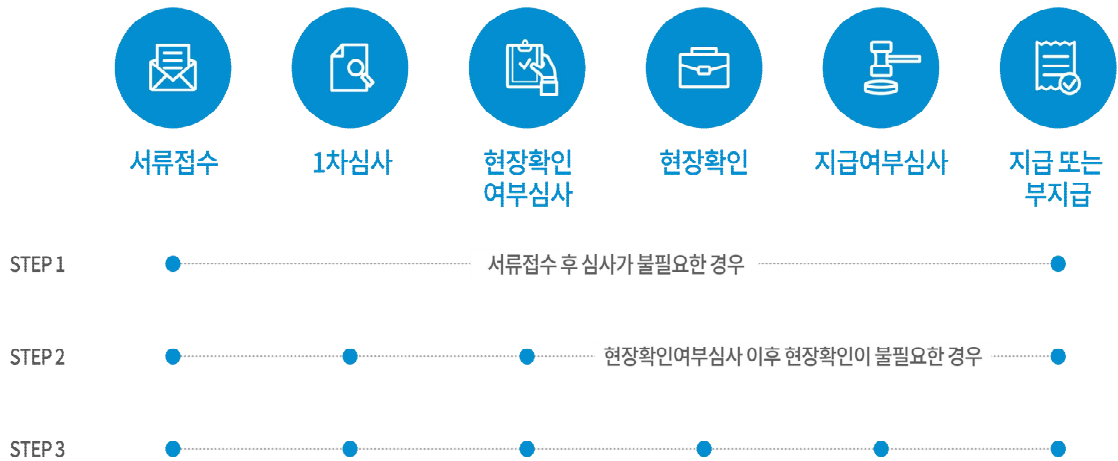 서류접수
1차심사
현장확인
여부심사
현장확인
지급여부심사
지급 또는
부지급
STEP 1
서류접수 후 심사가 불필요한 경우
STEP 2
현장확인여부심사 이후 현장확인이 불필요한 경우
STEP 3